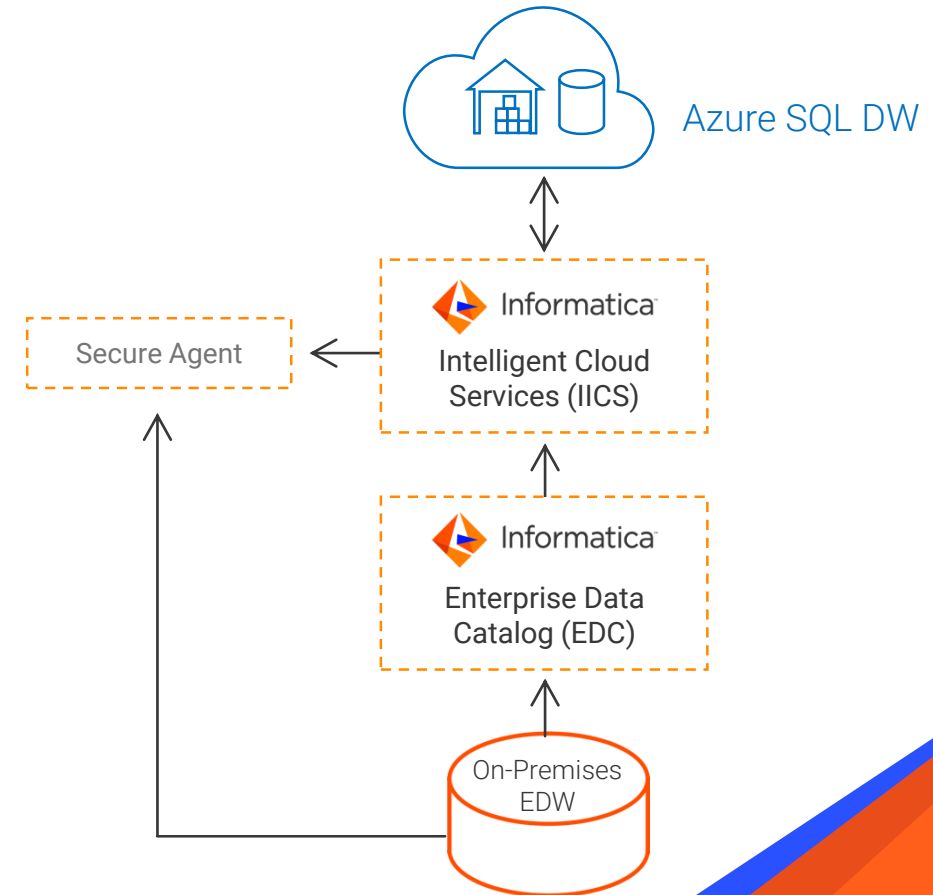 Azure SQL DW
Informatica
Intelligent Cloud
Services (IICS)
Secure Agent
Informatica
Enterprise Data
Catalog (EDC)
On-Premises
EDW